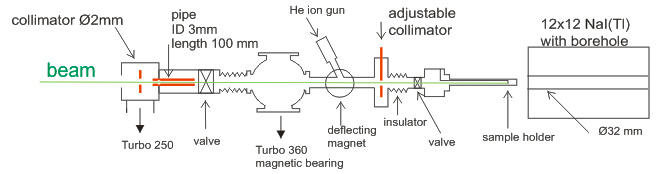 collimator Ø2mm
pipe
ID 3mm
length 100 mm
He ion gun
adjustable
collimator
12x12 NaI(Tl)
with borehole
beam
Turbo 250
valve
Turbo 360
magnetic bearing
deflecting
magnet
insulator
valve
sample holder
Ø32 mm